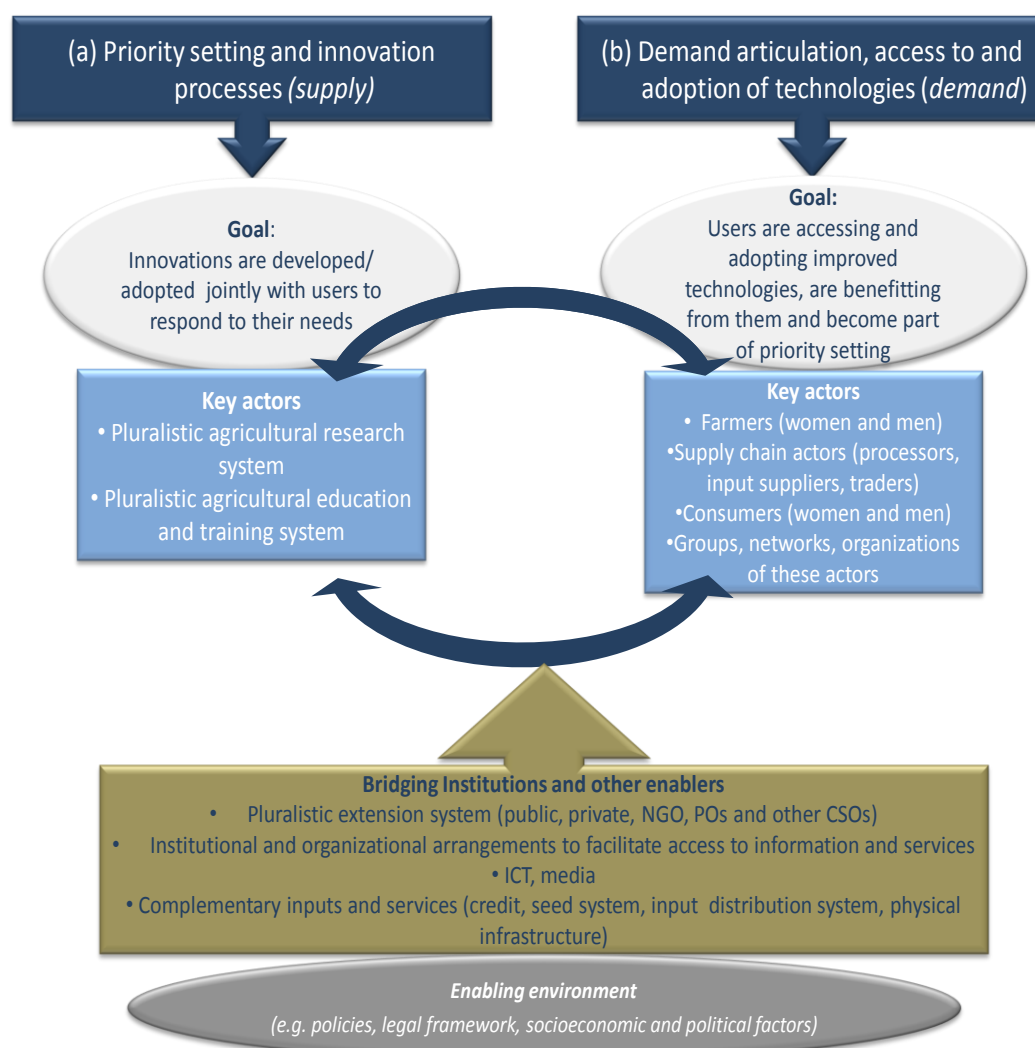 (a) Priority setting and innovation
processes (supply)
(b) Demand articulation, access to and
adoption of technologies (demand)
Goal:
Innovations are developed/
adopted jointly with users to
respond to their needs
Goal:
Users are accessing and
adopting improved
technologies, are benefitting
from them and become part
of priority setting
Key actors
• Pluralistic agricultural research
system
• Pluralistic agricultural education
and training system
Key actors
• Farmers (women and men)
•Supply chain actors (processors,
input suppliers, traders)
•Consumers (women and men)
•Groups, networks, organizations
of these actors
Bridging Institutions and other enablers
• Pluralistic extension system (public, private, NGO, POs and other CSOs)
• Institutional and organizational arrangements to facilitate access to information and services
• ICT, media
• Complementary inputs and services (credit, seed system, input distribution system, physical
infrastructure)
Enabling environment
(e.g. policies, legal framework, socioeconomic and political factors)